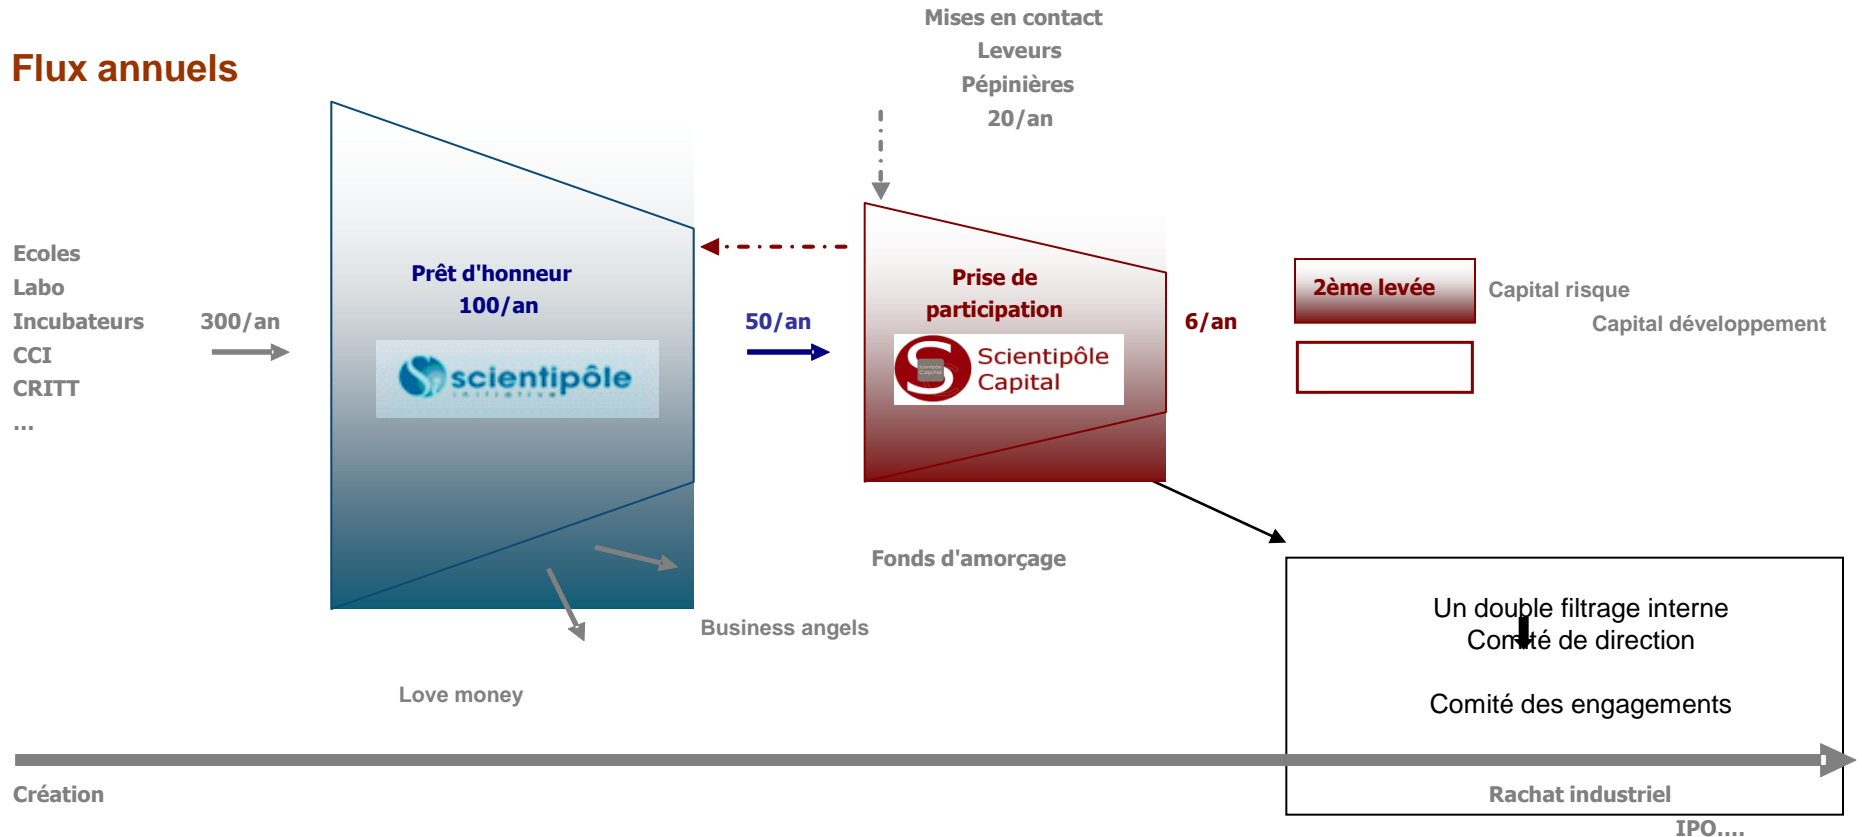 Flux annuels
Mises en contact
Leveurs
Pépinières
20/an
Ecoles
Labo
Incubateurs
CCI
CRITT
...
300/an
Prêt d'honneur
100/an
scientipôle
initiative
50/an
Prise de
participation
Scientipôle
Capital
6/an
2ème levée
Capital risque
Capital développement
Fonds d'amorçage
Business angels
Love money
Un double filtrage interne
Comité de direction
Comité des engagements
Création
Rachat industriel
IPO....